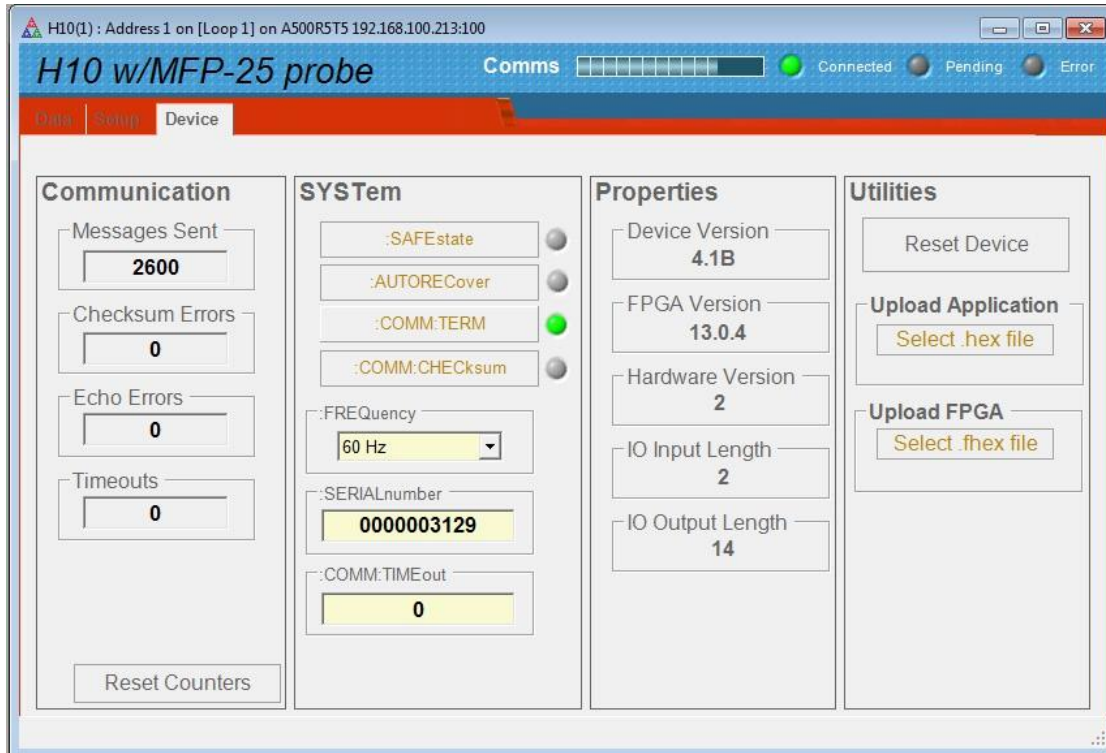 H10(1) : Address 1 on [Loop 1] on A500R5T5 192.168.100.213:100
H10 w/MFP-25 probe
Comms
Connected
Pending
Error
Data
Setup
Device
Communication
Messages Sent
2600
Checksum Errors
0
Echo Errors
0
Timeouts
0
Reset Counters
SYSTem
:SAFEstate
:AUTORECover
:COMM:TERM
:COMM:CHECksum
:FREQuency
60 Hz
:SERIALnumber
0000003129
:COMM:TIMEout
0
Properties
Device Version
4.1B
FPGA Version
13.0.4
Hardware Version
2
IO Input Length
2
IO Output Length
14
Utilities
Reset Device
Upload Application
Select .hex file
Upload FPGA
Select .fhex file